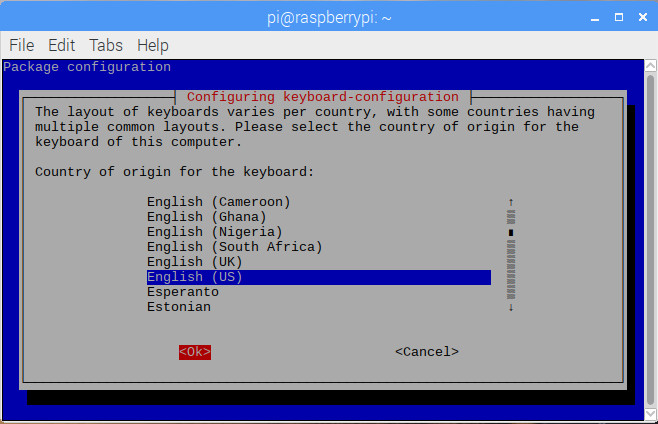 pi@raspberrypi: ~
File Edit Tabs Help
Package configuration
Configuring keyboard-configuration
The layout of keyboards varies per country, with some countries having
multiple common layouts. Please select the country of origin for the
keyboard of this computer.
Country of origin for the keyboard:
English (Cameroon)
English (Ghana)
English (Nigeria)
English (South Africa)
English (UK)
English (US)
Esperanto
Estonian
<Ok> <Cancel>